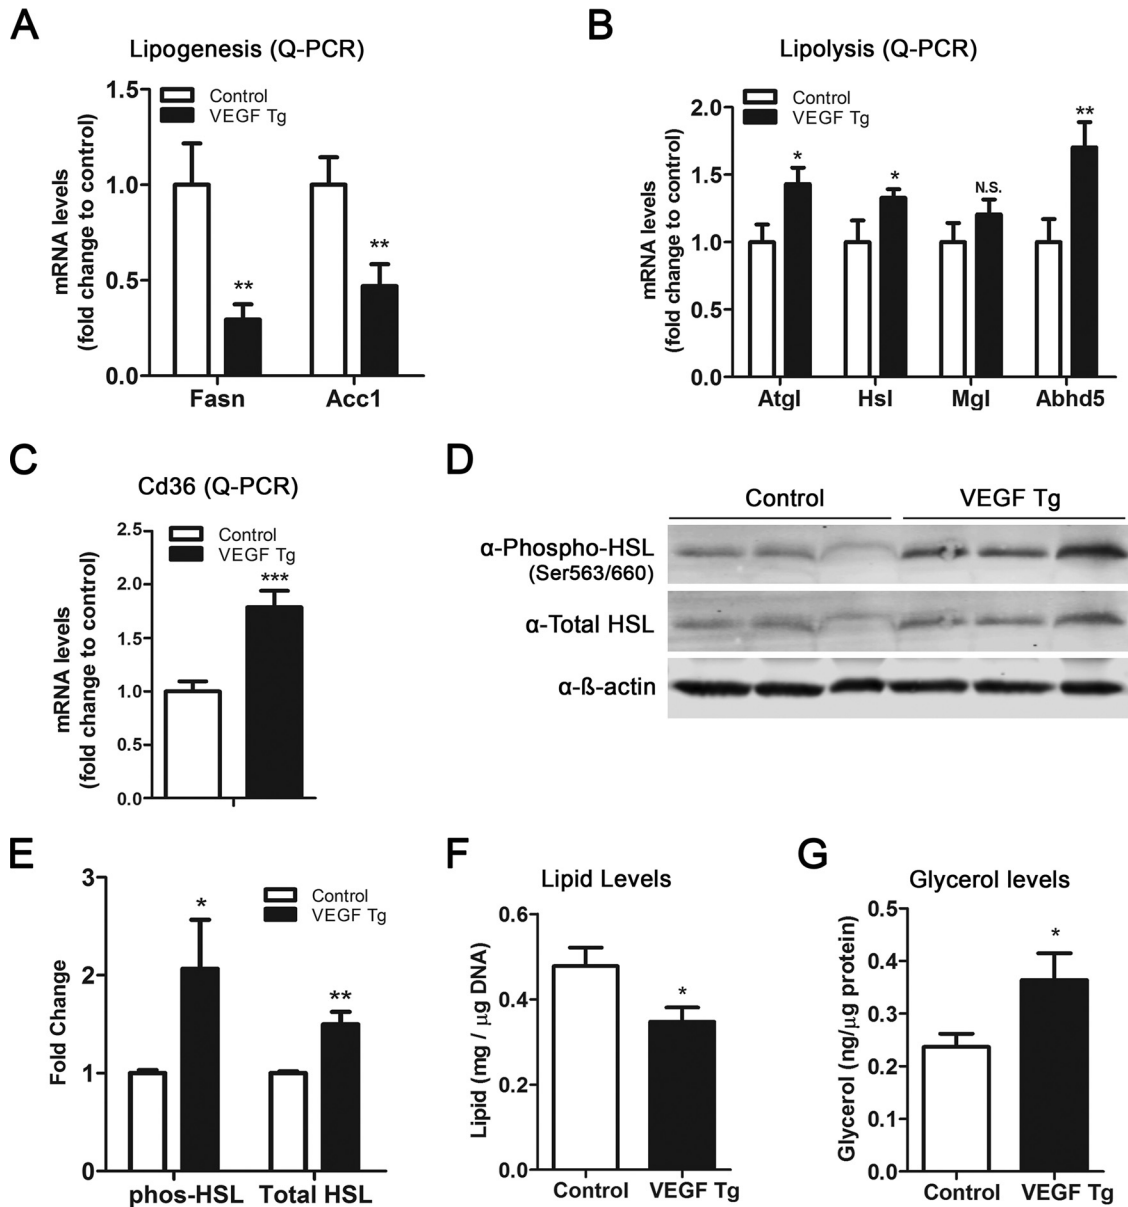 A
Lipogenesis (Q-PCR)
mRNA levels
(fold change to control)
1.5
1.0
0.5
0.0
Control
VEGF Tg
**
**
Fasn
Acc1
B
Lipolysis (Q-PCR)
mRNA levels
(fold change to control)
2.0
1.5
1.0
0.5
0.0
Control
VEGF Tg
*
*
N.S.
**
Atgl
Hsl
Mgl
Abhd5
C
Cd36 (Q-PCR)
mRNA levels
(fold change to control)
2.5
2.0
1.5
1.0
0.5
0.0
Control
VEGF Tg
***
D
Control
VEGF Tg
α-Phospho-HSL
(Ser563/660)
α-Total HSL
α-ß-actin
E
Fold Change
3
2
1
0
Control
VEGF Tg
*
**
phos-HSL
Total HSL
F
Lipid Levels
Lipid (mg / µg DNA)
0.6
0.4
0.2
0.0
*
Control
VEGF Tg
G
Glycerol levels
Glycerol (ng/µg protein)
0.5
0.4
0.3
0.2
0.1
0.0
*
Control
VEGF Tg